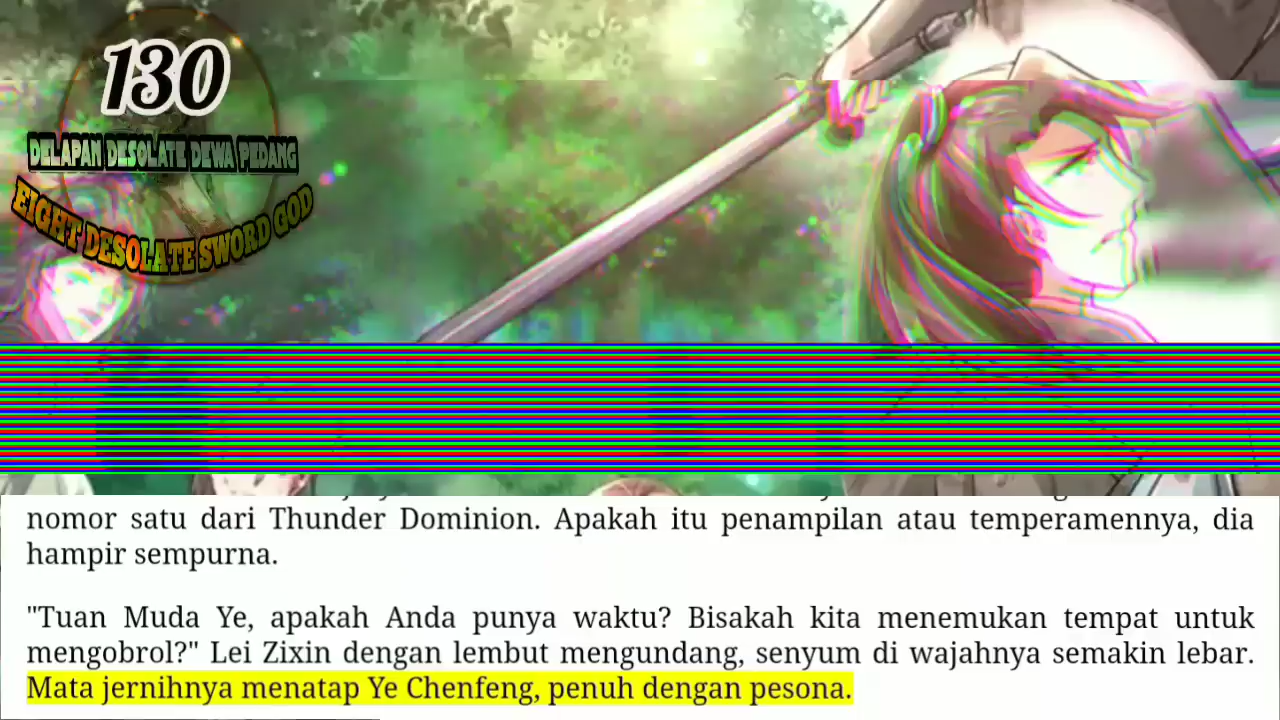 130
DELAPAN DESOLATE DEWA PEDANG
EIGHT DESOLATE SWORD GOD
nomor satu dari Thunder Dominion. Apakah itu penampilan atau temperamennya, dia
hampir sempurna.
"Tuan Muda Ye, apakah Anda punya waktu? Bisakah kita menemukan tempat untuk
mengobrol?" Lei Zixin dengan lembut mengundang, senyum di wajahnya semakin lebar.
Mata jernihnya menatap Ye Chenfeng, penuh dengan pesona.